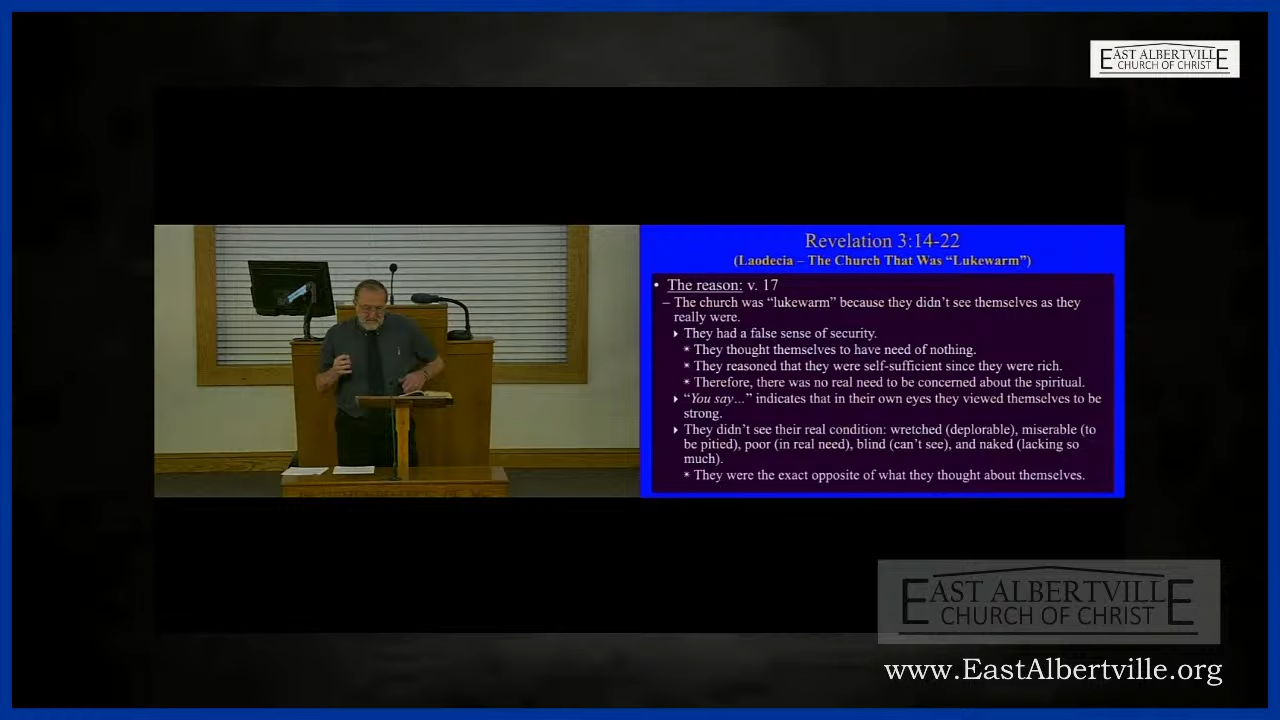 EAST ALBERTVILLE
CHURCH OF CHRIST
Revelation 3:14-22
(Laodecia – The Church That Was “Lukewarm”)
• The reason: v. 17
– The church was “lukewarm” because they didn’t see themselves as they
really were.
They had a false sense of security.
* They thought themselves to have need of nothing.
* They reasoned that they were self-sufficient since they were rich.
* Therefore, there was no real need to be concerned about the spiritual.
“You say…” indicates that in their own eyes they viewed themselves to be
strong.
They didn’t see their real condition: wretched (deplorable), miserable (to
be pitied), poor (in real need), blind (can’t see), and naked (lacking so
much).
* They were the exact opposite of what they thought about themselves.
EAST ALBERTVILLE
CHURCH OF CHRIST
www.EastAlbertville.org